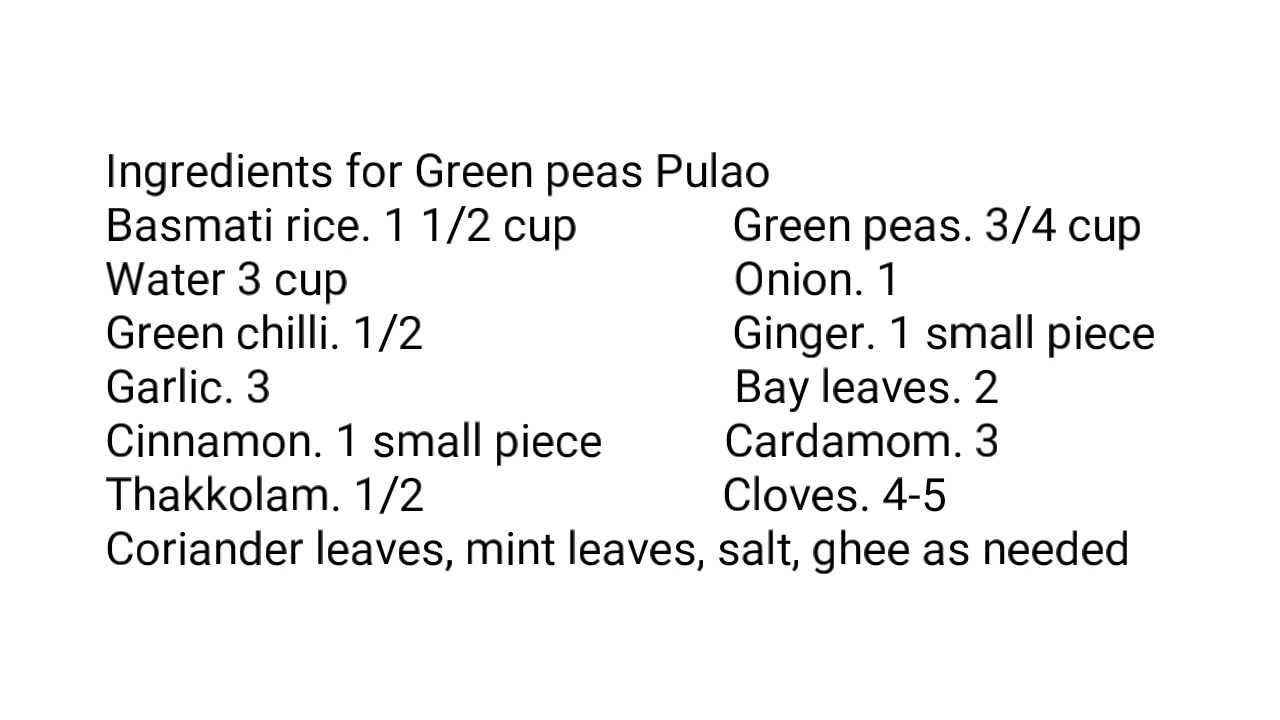 Ingredients for Green peas Pulao
Basmati rice. 1 1/2 cup Green peas. 3/4 cup
Water 3 cup Onion. 1
Green chilli. 1/2 Ginger. 1 small piece
Garlic. 3 Bay leaves. 2
Cinnamon. 1 small piece Cardamom. 3
Thakkolam. 1/2 Cloves. 4-5
Coriander leaves, mint leaves, salt, ghee as needed